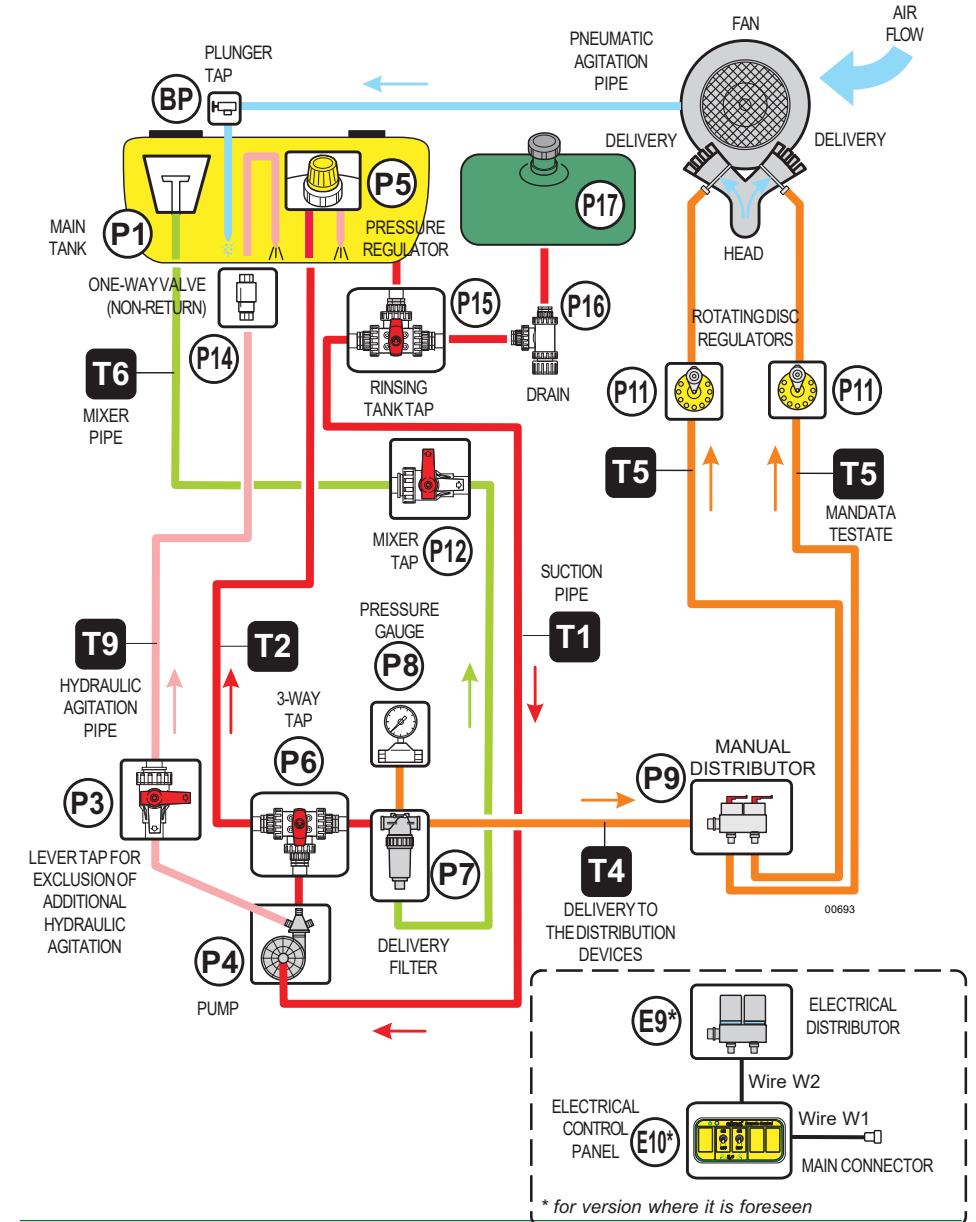 AIR
FLOW
FAN
PNEUMATIC
AGITATION
PIPE
PLUNGER
TAP
BP
DELIVERY
DELIVERY
P5
P17
MAIN
TANK
P1
PRESSURE
REGULATOR
HEAD
ONE-WAY VALVE
(NON-RETURN)
P15
P16
ROTATING DISC
REGULATORS
P14
T6
MIXER
PIPE
RINSING
TANK TAP
DRAIN
P11
P11
T5
T5
MANDATA
TESTATE
MIXER
TAP
P12
SUCTION
PIPE
T1
PRESSURE
GAUGE
P8
T9
HYDRAULIC
AGITATION
PIPE
T2
3-WAY
TAP
P6
MANUAL
DISTRIBUTOR
P9
P3
LEVER TAP FOR
EXCLUSION OF
ADDITIONAL
HYDRAULIC
AGITATION
P7
T4
DELIVERY TO
THE DISTRIBUTION
DEVICES
00693
DELIVERY
FILTER
P4
PUMP
E9*
ELECTRICAL
DISTRIBUTOR
Wire W2
ELECTRICAL
CONTROL
PANEL
E10*
Wire W1
MAIN CONNECTOR
* for version where it is foreseen